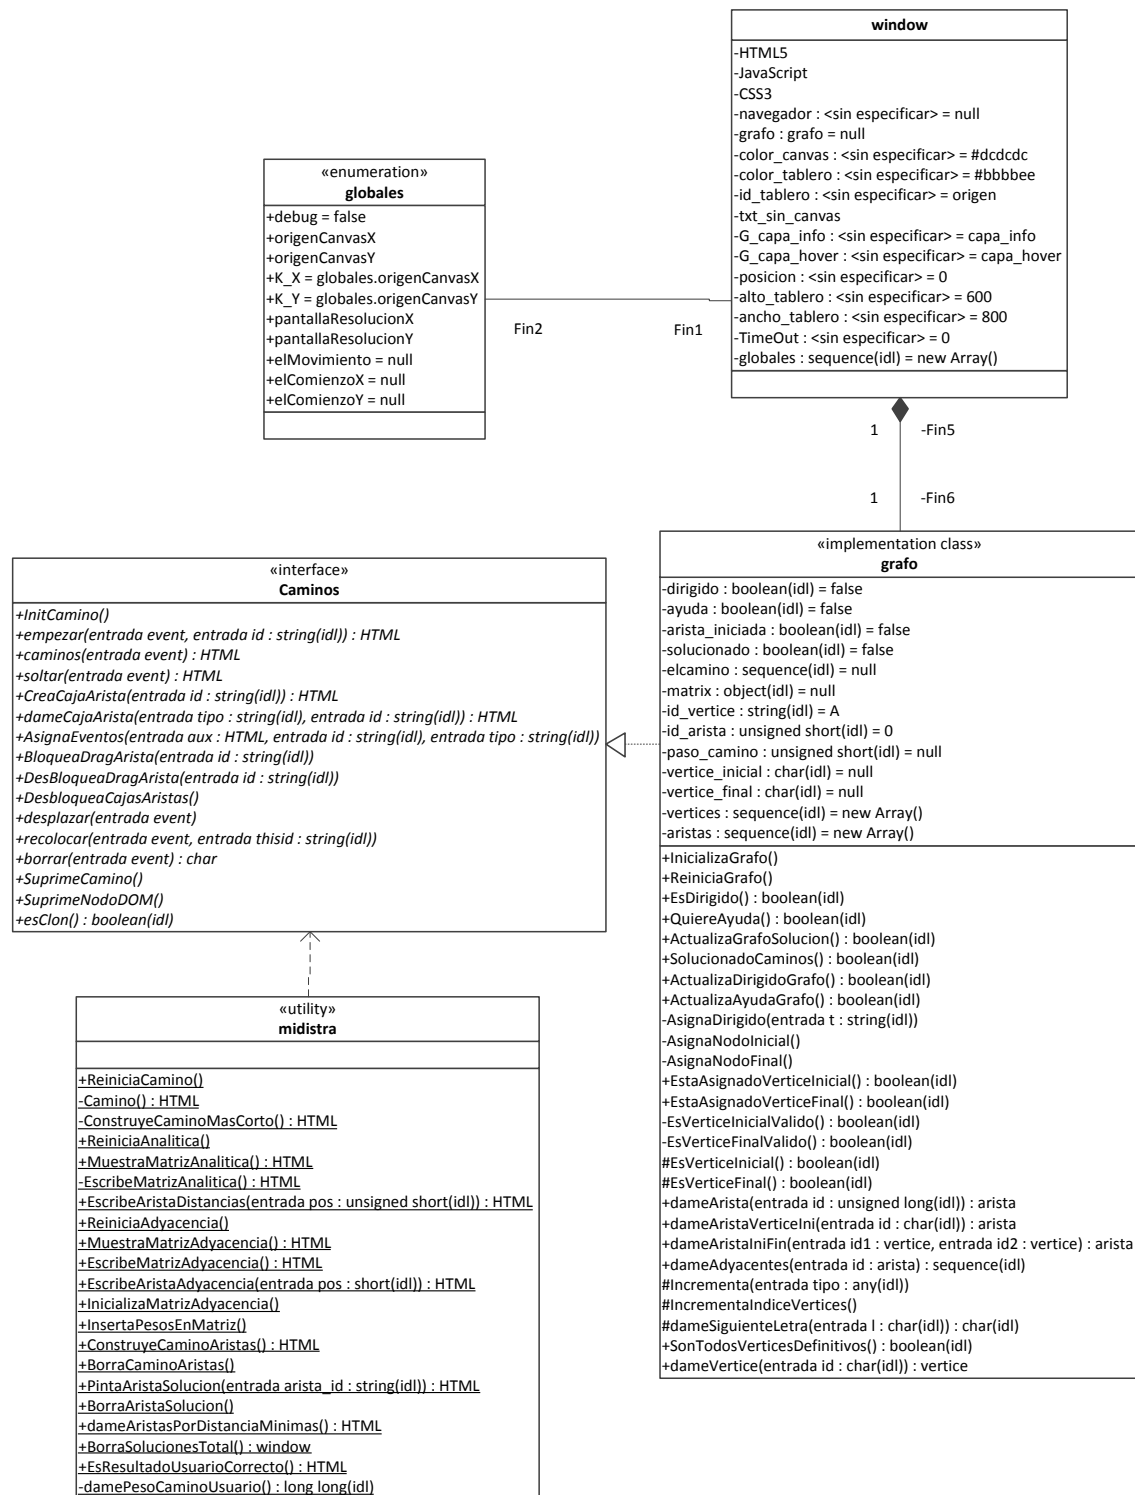 window
-HTML5
-JavaScript
-CSS3
-navegador : <sin especificar> = null
-grafo : grafo = null
-color_canvas : <sin especificar> = #dcdcdc
-color_tablero : <sin especificar> = #bbbbee
-id_tablero : <sin especificar> = origen
-txt_sin_canvas
-G_capa_info : <sin especificar> = capa_info
-G_capa_hover : <sin especificar> = capa_hover
-posicion : <sin especificar> = 0
-alto_tablero : <sin especificar> = 600
-ancho_tablero : <sin especificar> = 800
-TimeOut : <sin especificar> = 0
-globales : sequence(idl) = new Array()
«enumeration»
globales
+debug = false
+origenCanvasX
+origenCanvasY
+K_X = globales.origenCanvasX
+K_Y = globales.origenCanvasY
+pantallaResolucionX
+pantallaResolucionY
+elMovimiento = null
+elComienzoX = null
+elComienzoY = null
Fin2
Fin1
1
-Fin5
1
-Fin6
«interface»
Caminos
+InitCamino()
+empezar(entrada event, entrada id : string(idl)) : HTML
+caminos(entrada event) : HTML
+soltar(entrada event) : HTML
+CreaCajaArista(entrada id : string(idl)) : HTML
+dameCajaArista(entrada tipo : string(idl), entrada id : string(idl)) : HTML
+AsignaEventos(entrada aux : HTML, entrada id : string(idl), entrada tipo : string(idl))
+BloqueaDragArista(entrada id : string(idl))
+DesBloqueaDragArista(entrada id : string(idl))
+DesbloqueaCajasAristas()
+desplazar(entrada event)
+recolocar(entrada event, entrada thisid : string(idl))
+borrar(entrada event) : char
+SuprimeCamino()
+SuprimeNodoDOM()
+esClon() : boolean(idl)
«implementation class»
grafo
-dirigido : boolean(idl) = false
-ayuda : boolean(idl) = false
-arista_iniciada : boolean(idl) = false
-solucionado : boolean(idl) = false
-elcamino : sequence(idl) = null
-matrix : object(idl) = null
-id_vertice : string(idl) = A
-id_arista : unsigned short(idl) = 0
-paso_camino : unsigned short(idl) = null
-vertice_inicial : char(idl) = null
-vertice_final : char(idl) = null
-vertices : sequence(idl) = new Array()
-aristas : sequence(idl) = new Array()
+InicializaGrafo()
+ReiniciaGrafo()
+EsDirigido() : boolean(idl)
+QuiereAyuda() : boolean(idl)
+ActualizaGrafoSolucion() : boolean(idl)
+SolucionadoCaminos() : boolean(idl)
+ActualizaDirigidoGrafo() : boolean(idl)
+ActualizaAyudaGrafo() : boolean(idl)
-AsignaDirigido(entrada t : string(idl))
-AsignaNodoInicial()
-AsignaNodoFinal()
+EstaAsignadoVerticeInicial() : boolean(idl)
+EstaAsignadoVerticeFinal() : boolean(idl)
-EsVerticeInicialValido() : boolean(idl)
-EsVerticeFinalValido() : boolean(idl)
#EsVerticeInicial() : boolean(idl)
#EsVerticeFinal() : boolean(idl)
+dameArista(entrada id : unsigned long(idl)) : arista
+dameAristaVerticeIni(entrada id : char(idl)) : arista
+dameAristaIniFin(entrada id1 : vertice, entrada id2 : vertice) : arista
+dameAdyacentes(entrada id : arista) : sequence(idl)
#Incrementa(entrada tipo : any(idl))
#IncrementaIndiceVertices()
#dameSiguienteLetra(entrada l : char(idl)) : char(idl)
+SonTodosVerticesDefinitivos() : boolean(idl)
+dameVertice(entrada id : char(idl)) : vertice
«utility»
midistra
+ReiniciaCamino()
-Camino() : HTML
-ConstruyeCaminoMasCorto() : HTML
+ReiniciaAnalitica()
+MuestraMatrizAnalitica() : HTML
-EscribeMatrizAnalitica() : HTML
+EscribeAristaDistancias(entrada pos : unsigned short(idl)) : HTML
+ReiniciaAdyacencia()
+MuestraMatrizAdyacencia() : HTML
+EscribeMatrizAdyacencia() : HTML
+EscribeAristaAdyacencia(entrada pos : short(idl)) : HTML
+InicializaMatrizAdyacencia()
+InsertaPesosEnMatriz()
+ConstruyeCaminoAristas() : HTML
+BorraCaminoAristas()
+PintaAristaSolucion(entrada arista_id : string(idl)) : HTML
+BorraAristaSolucion()
+dameAristasPorDistanciaMinimas() : HTML
+BorraSolucionesTotal() : window
+EsResultadoUsuarioCorrecto() : HTML
-damePesoCaminoUsuario() : long long(idl)